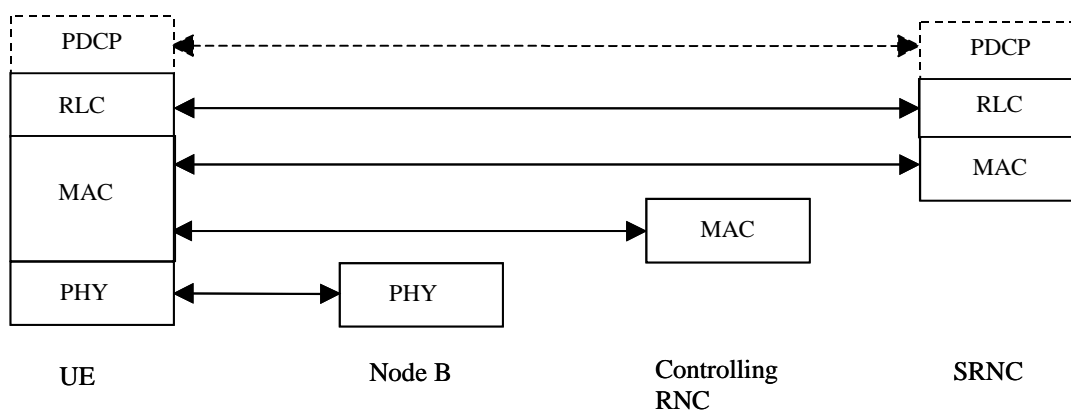 PDCP
PDCP
RLC
RLC
MAC
MAC
MAC
PHY
PHY
UE
Node B
Controlling
RNC
SRNC